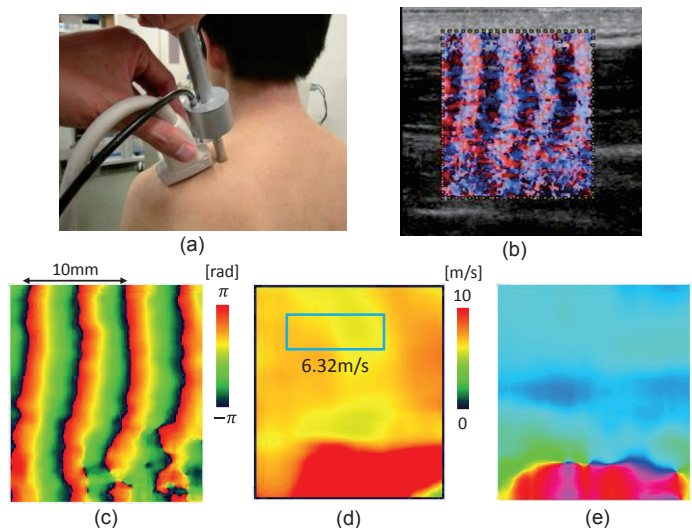 (a)
(b)
10mm
[rad]
π
−π
[m/s]
10
0
6.32m/s
(c)
(d)
(e)